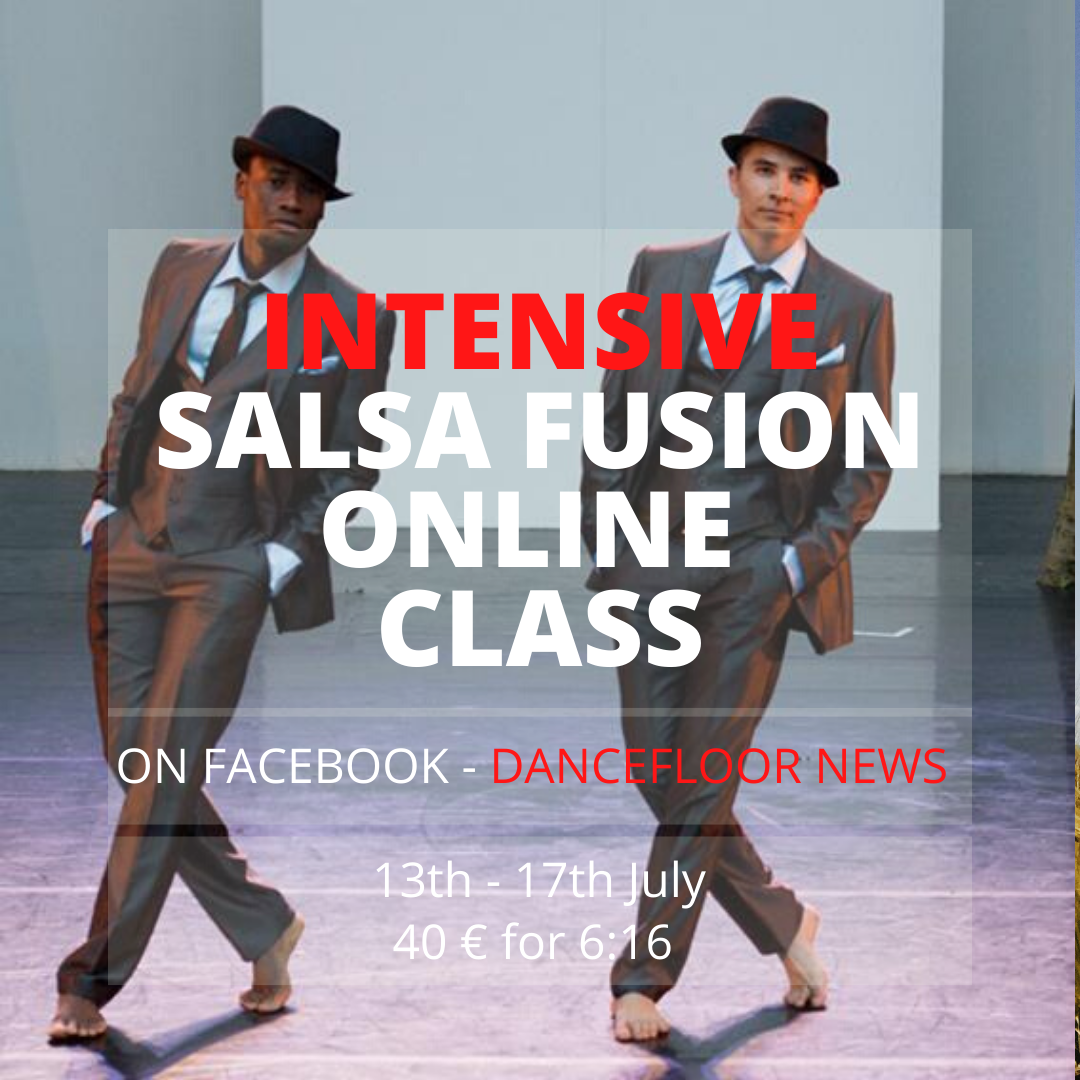 INTENSIVE
SALSA FUSION
ONLINE
CLASS
ON FACEBOOK - DANCEFLOOR NEWS
13th - 17th July
40 € for 6:16